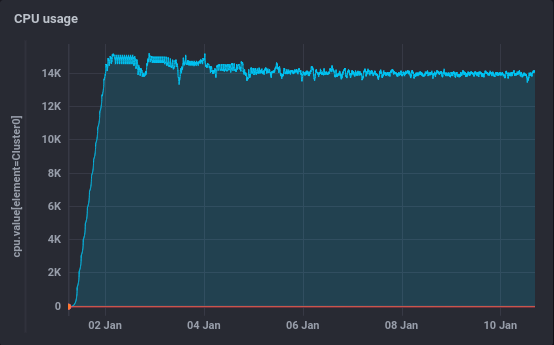 CPU usage
cpu.value[element=Cluster0]
14K
12K
10K
8K
6K
4K
2K
0
02 Jan 04 Jan 06 Jan 08 Jan 10 Jan